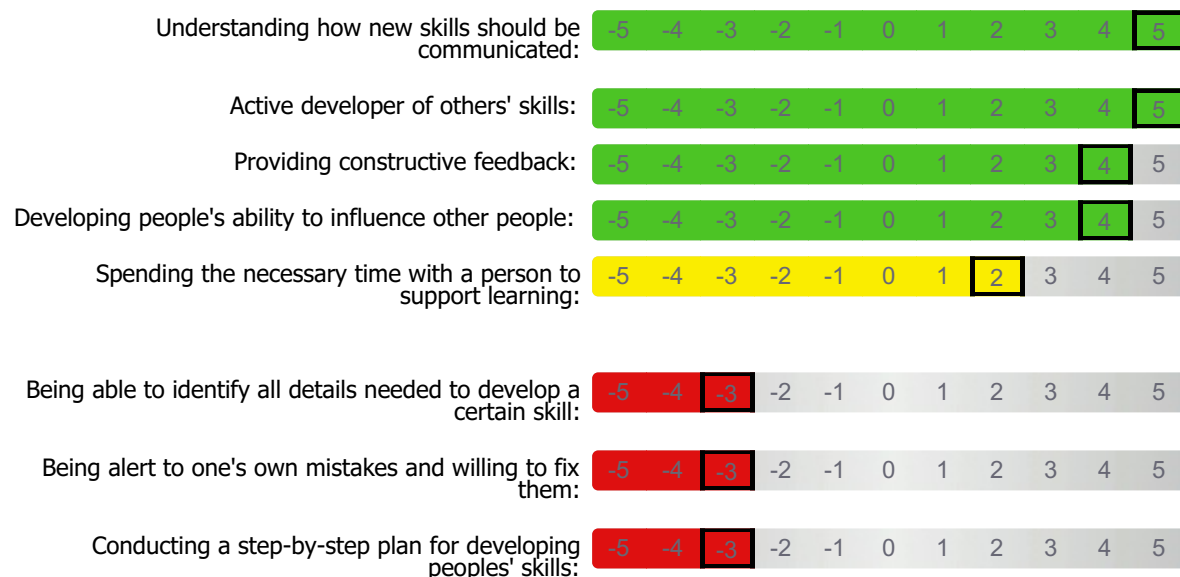 Understanding how new skills should be
communicated:
-5 -4 -3 -2 -1 0 1 2 3 4 5
Active developer of others' skills:
-5 -4 -3 -2 -1 0 1 2 3 4 5
Providing constructive feedback:
-5 -4 -3 -2 -1 0 1 2 3 4 5
Developing people's ability to influence other people:
-5 -4 -3 -2 -1 0 1 2 3 4 5
Spending the necessary time with a person to
support learning:
-5 -4 -3 -2 -1 0 1 2 3 4 5
Being able to identify all details needed to develop a
certain skill:
-5 -4 -3 -2 -1 0 1 2 3 4 5
Being alert to one's own mistakes and willing to fix
them:
-5 -4 -3 -2 -1 0 1 2 3 4 5
Conducting a step-by-step plan for developing
peoples' skills:
-5 -4 -3 -2 -1 0 1 2 3 4 5